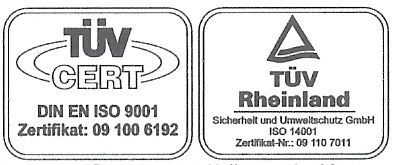 TÜV
CERT
DIN EN ISO 9001
Zertifikat: 09 100 6192
TÜV
Rheinland
Sicherheit und Umweltschutz GmbH
ISO 14001
Zertifikat-Nr.: 09 110 7011